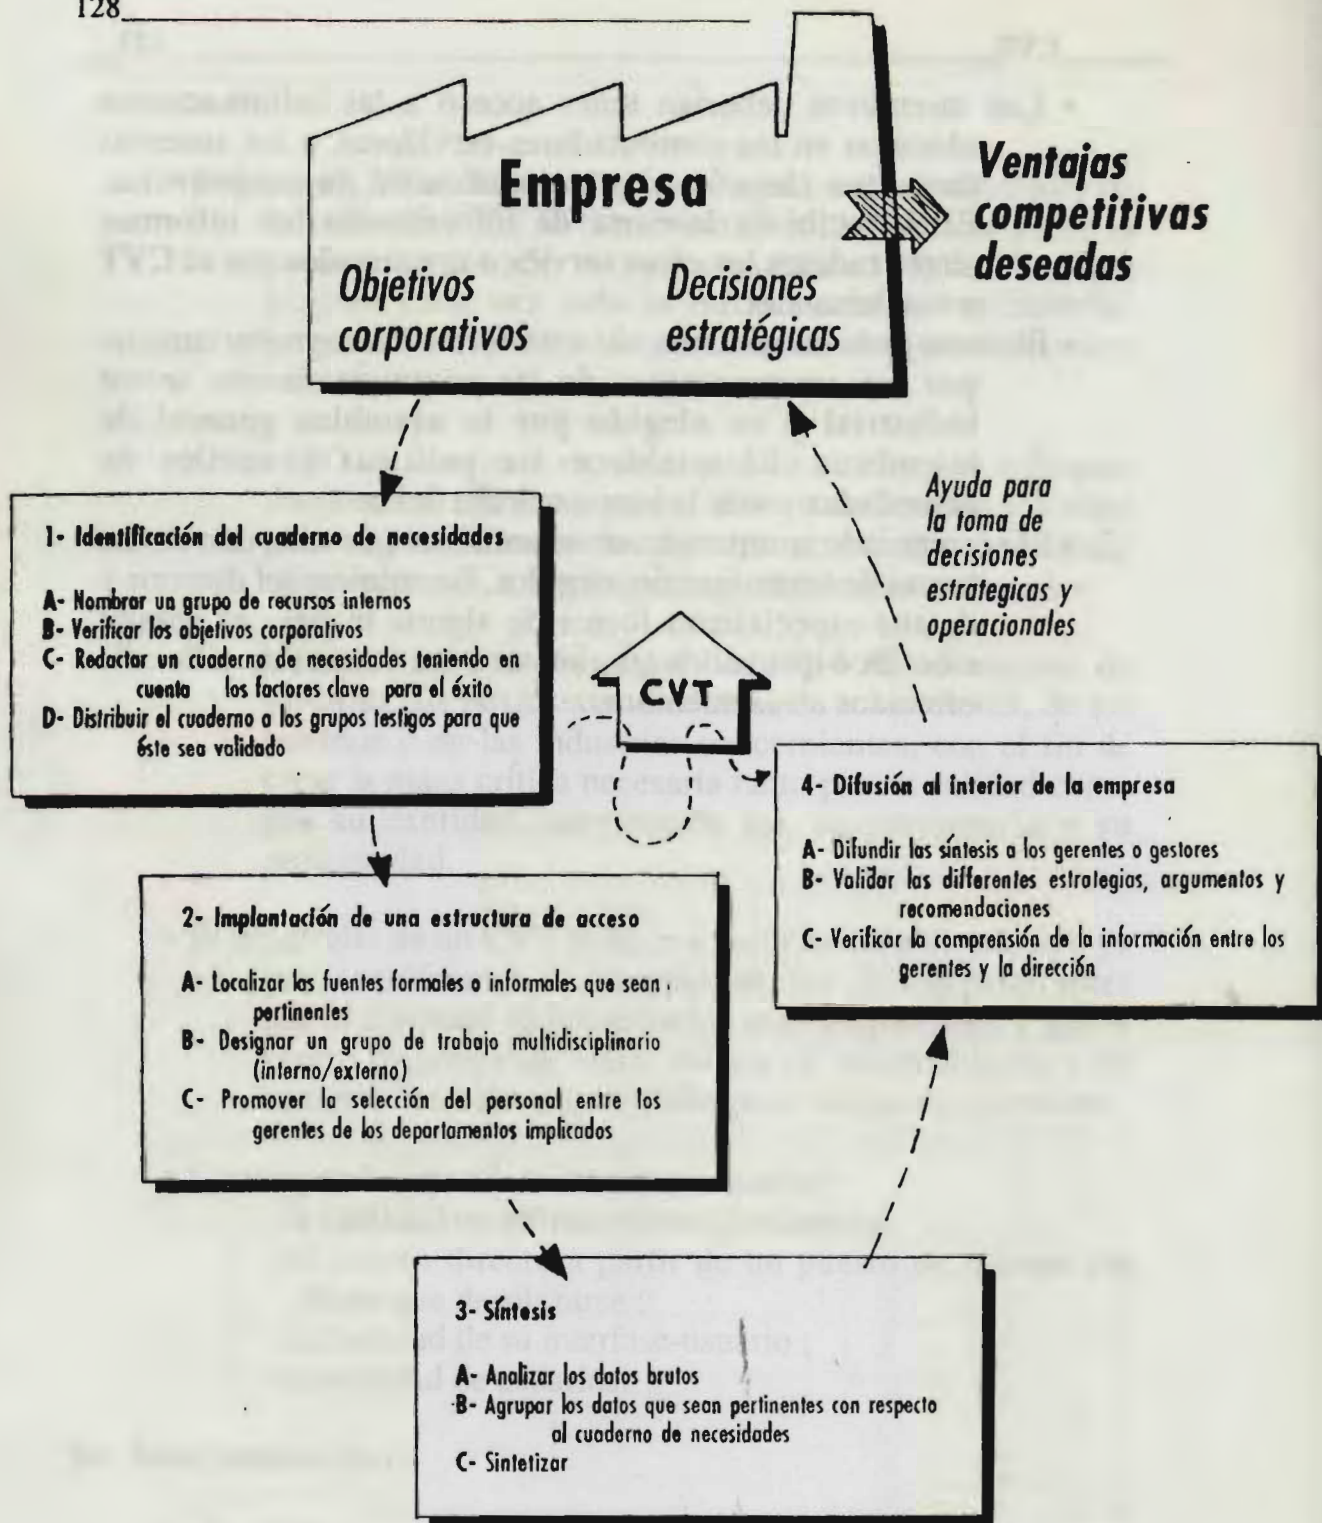 128
Empresa
Objetivos
corporativos
Decisiones
estratégicas
Ventajas
competitivas
deseadas
1- Identificación del cuaderno de necesidades
A- Nombrar un grupo de recursos internos
B- Verificar los objetivos corporativos
C- Redactar un cuaderno de necesidades teniendo en
cuenta los factores clave para el éxito
D- Distribuir el cuaderno a los grupos testigos para que
éste sea validado
Ayuda para
la toma de
decisiones
estrategicas y
operacionales
CVT
2- Implantación de una estructura de acceso
A- Localizar las fuentes formales o informales que sean
pertinentes
B- Designar un grupo de trabajo multidisciplinario
(interno/externo)
C- Promover la selección del personal entre los
gerentes de los departamentos implicados
4- Difusión al interior de la empresa
A- Difundir las síntesis a los gerentes o gestores
B- Validar las differentes estrategias, argumentos y
recomendaciones
C- Verificar la comprensión de la información entre los
gerentes y la dirección
3- Síntesis
A- Analizar los datos brutos
B- Agrupar los datos que sean pertinentes con respecto
al cuaderno de necesidades
C- Sintetizar